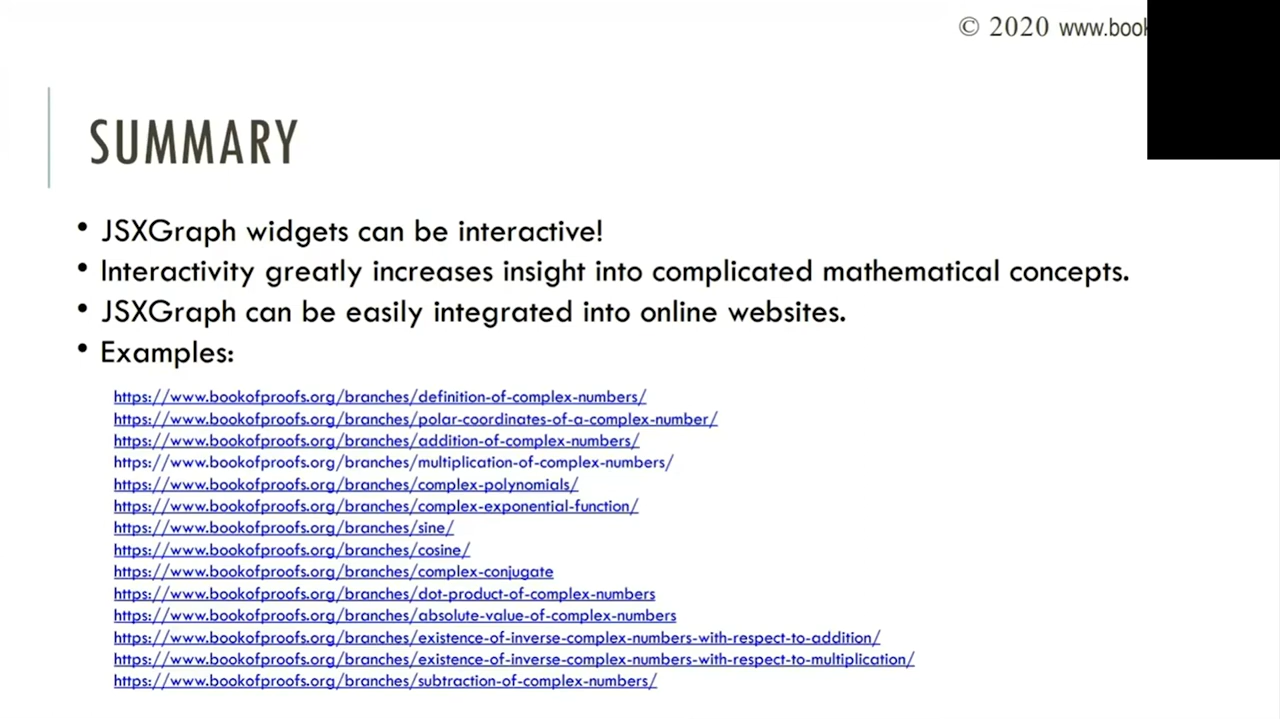 © 2020 www.book
SUMMARY
• JSXGraph widgets can be interactive!
• Interactivity greatly increases insight into complicated mathematical concepts.
• JSXGraph can be easily integrated into online websites.
• Examples:
https://www.bookofproofs.org/branches/definition-of-complex-numbers/
https://www.bookofproofs.org/branches/polar-coordinates-of-a-complex-number/
https://www.bookofproofs.org/branches/addition-of-complex-numbers/
https://www.bookofproofs.org/branches/multiplication-of-complex-numbers/
https://www.bookofproofs.org/branches/complex-polynomials/
https://www.bookofproofs.org/branches/complex-exponential-function/
https://www.bookofproofs.org/branches/sine/
https://www.bookofproofs.org/branches/cosine/
https://www.bookofproofs.org/branches/complex-conjugate
https://www.bookofproofs.org/branches/dot-product-of-complex-numbers
https://www.bookofproofs.org/branches/absolute-value-of-complex-numbers
https://www.bookofproofs.org/branches/existence-of-inverse-complex-numbers-with-respect-to-addition/
https://www.bookofproofs.org/branches/existence-of-inverse-complex-numbers-with-respect-to-multiplication/
https://www.bookofproofs.org/branches/subtraction-of-complex-numbers/